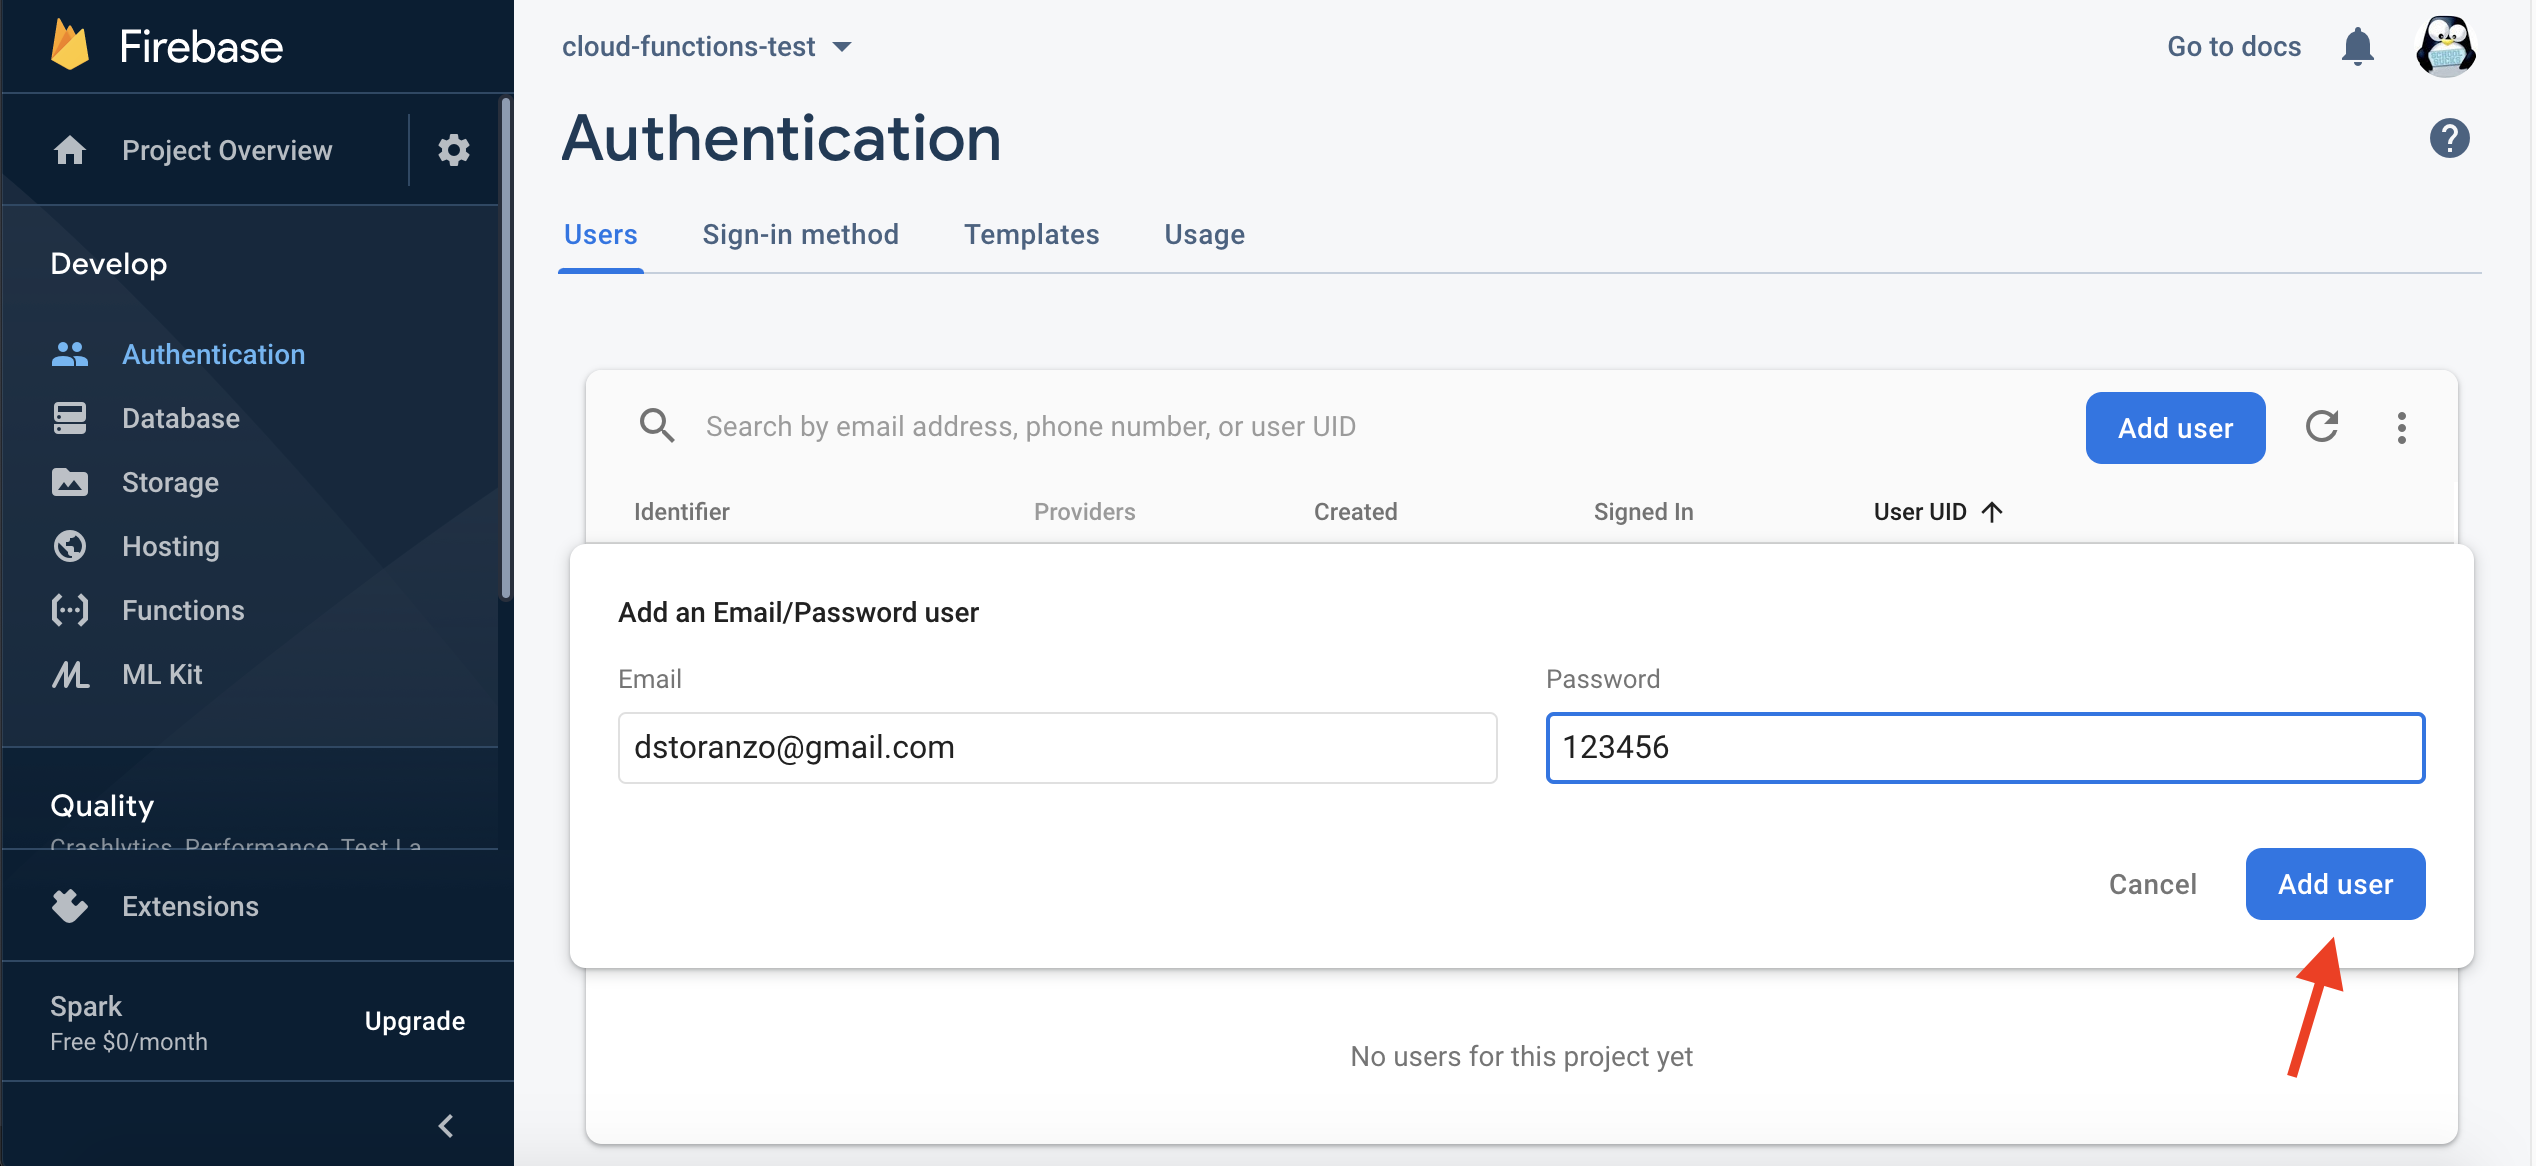 Firebase
Project Overview
Develop
Authentication
Database
Storage
Hosting
Functions
ML Kit
Quality
Crashlytics, Performance, Test La
Extensions
Spark
Free $0/month
Upgrade
cloud-functions-test
Go to docs
Authentication
Users Sign-in method Templates Usage
Search by email address, phone number, or user UID
Add user
Identifier Providers Created Signed In User UID
Add an Email/Password user
Email Password
dstoranzo@gmail.com 123456
Cancel Add user
No users for this project yet